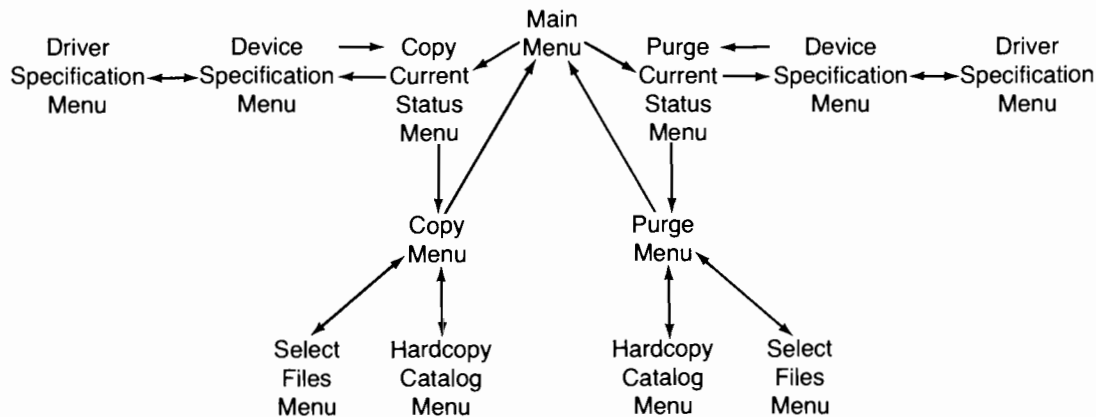 Main
Menu
Driver
Specification
Menu
Device
Specification
Menu
Copy
Current
Status
Menu
Purge
Current
Status
Menu
Device
Specification
Menu
Driver
Specification
Menu
Copy
Menu
Purge
Menu
Select
Files
Menu
Hardcopy
Catalog
Menu
Hardcopy
Catalog
Menu
Select
Files
Menu